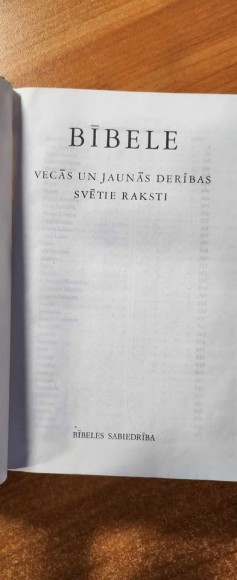 BĪBELE
VECĀS UN JAUNĀS DERĪBAS
SVĒTIE RAKSTI
BĪBELES SABIEDRĪBA